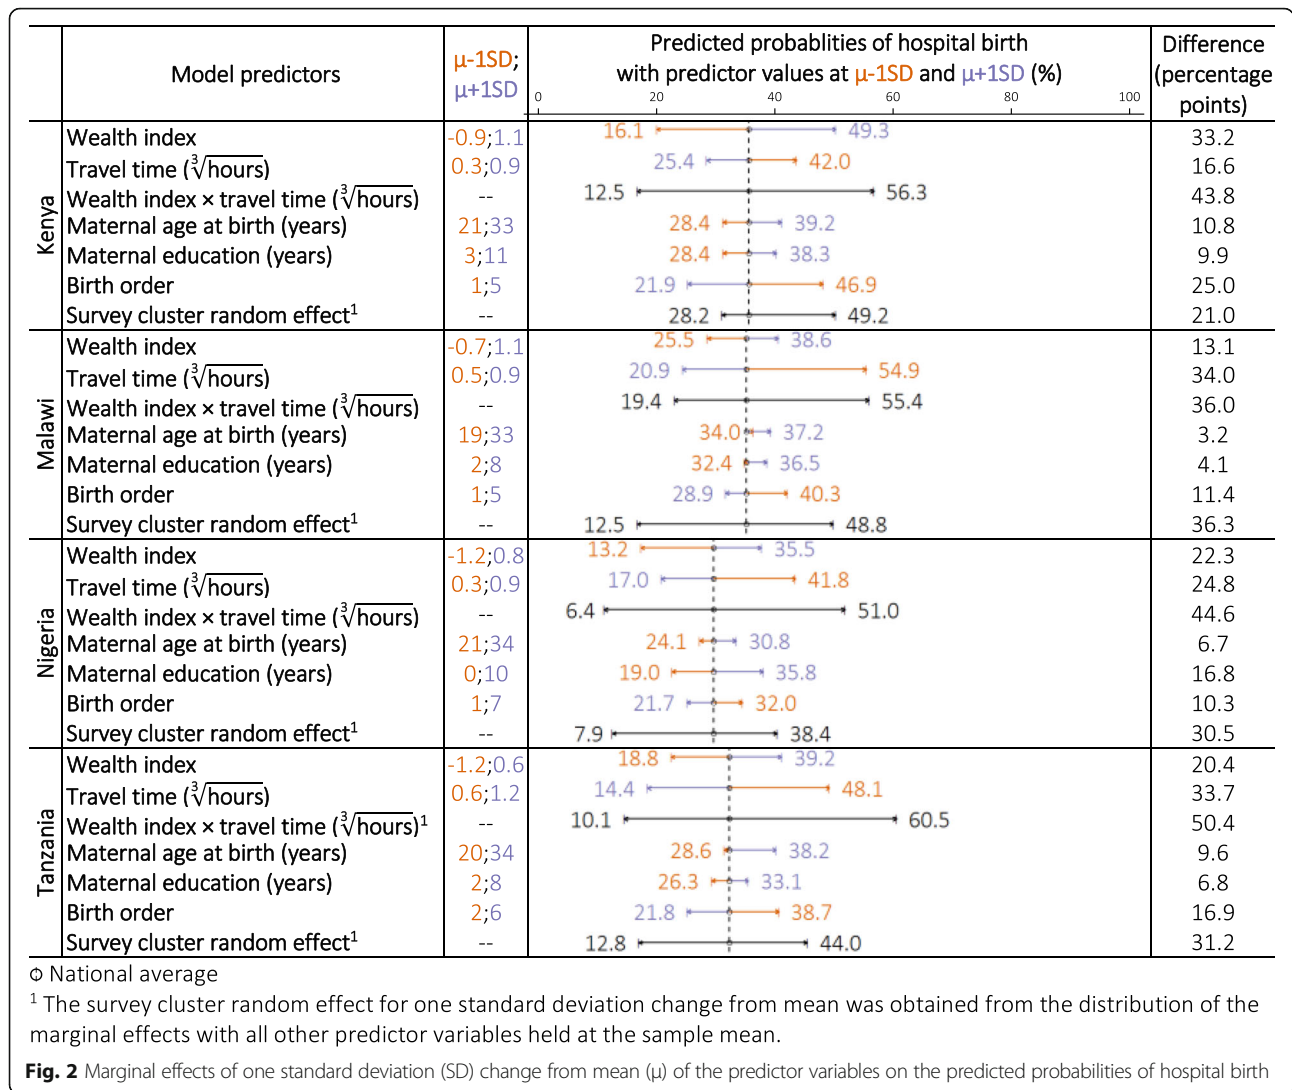 Model predictors
μ-1SD;
μ+1SD
Predicted probablities of hospital birth
with predictor values at μ-1SD and μ+1SD (%)
0 20 40 60 80 100
Difference
(percentage
points)
Kenya
Wealth index -0.9;1.1 16.1 49.3 33.2
Travel time (∛hours) 0.3;0.9 25.4 42.0 16.6
Wealth index × travel time (∛hours) -- 12.5 56.3 43.8
Maternal age at birth (years) 21;33 28.4 39.2 10.8
Maternal education (years) 3;11 28.4 38.3 9.9
Birth order 1;5 21.9 46.9 25.0
Survey cluster random effect¹ -- 28.2 49.2 21.0
Malawi
Wealth index -0.7;1.1 25.5 38.6 13.1
Travel time (∛hours) 0.5;0.9 20.9 54.9 34.0
Wealth index × travel time (∛hours) -- 19.4 55.4 36.0
Maternal age at birth (years) 19;33 34.0 37.2 3.2
Maternal education (years) 2;8 32.4 36.5 4.1
Birth order 1;5 28.9 40.3 11.4
Survey cluster random effect¹ -- 12.5 48.8 36.3
Nigeria
Wealth index -1.2;0.8 13.2 35.5 22.3
Travel time (∛hours) 0.3;0.9 17.0 41.8 24.8
Wealth index × travel time (∛hours) -- 6.4 51.0 44.6
Maternal age at birth (years) 21;34 24.1 30.8 6.7
Maternal education (years) 0;10 19.0 35.8 16.8
Birth order 1;7 21.7 32.0 10.3
Survey cluster random effect¹ -- 7.9 38.4 30.5
Tanzania
Wealth index -1.2;0.6 18.8 39.2 20.4
Travel time (∛hours) 0.6;1.2 14.4 48.1 33.7
Wealth index × travel time (∛hours)¹ -- 10.1 60.5 50.4
Maternal age at birth (years) 20;34 28.6 38.2 9.6
Maternal education (years) 2;8 26.3 33.1 6.8
Birth order 2;6 21.8 38.7 16.9
Survey cluster random effect¹ -- 12.8 44.0 31.2
Φ National average
¹ The survey cluster random effect for one standard deviation change from mean was obtained from the distribution of the
marginal effects with all other predictor variables held at the sample mean.
Fig. 2 Marginal effects of one standard deviation (SD) change from mean (μ) of the predictor variables on the predicted probabilities of hospital birth